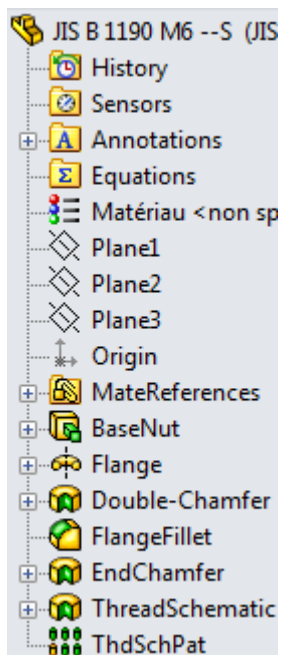 JIS B 1190 M6 --S (JIS
History
Sensors
Annotations
Equations
Matériau <non sp
Plane1
Plane2
Plane3
Origin
MateReferences
BaseNut
Flange
Double-Chamfer
FlangeFillet
EndChamfer
ThreadSchematic
ThdSchPat